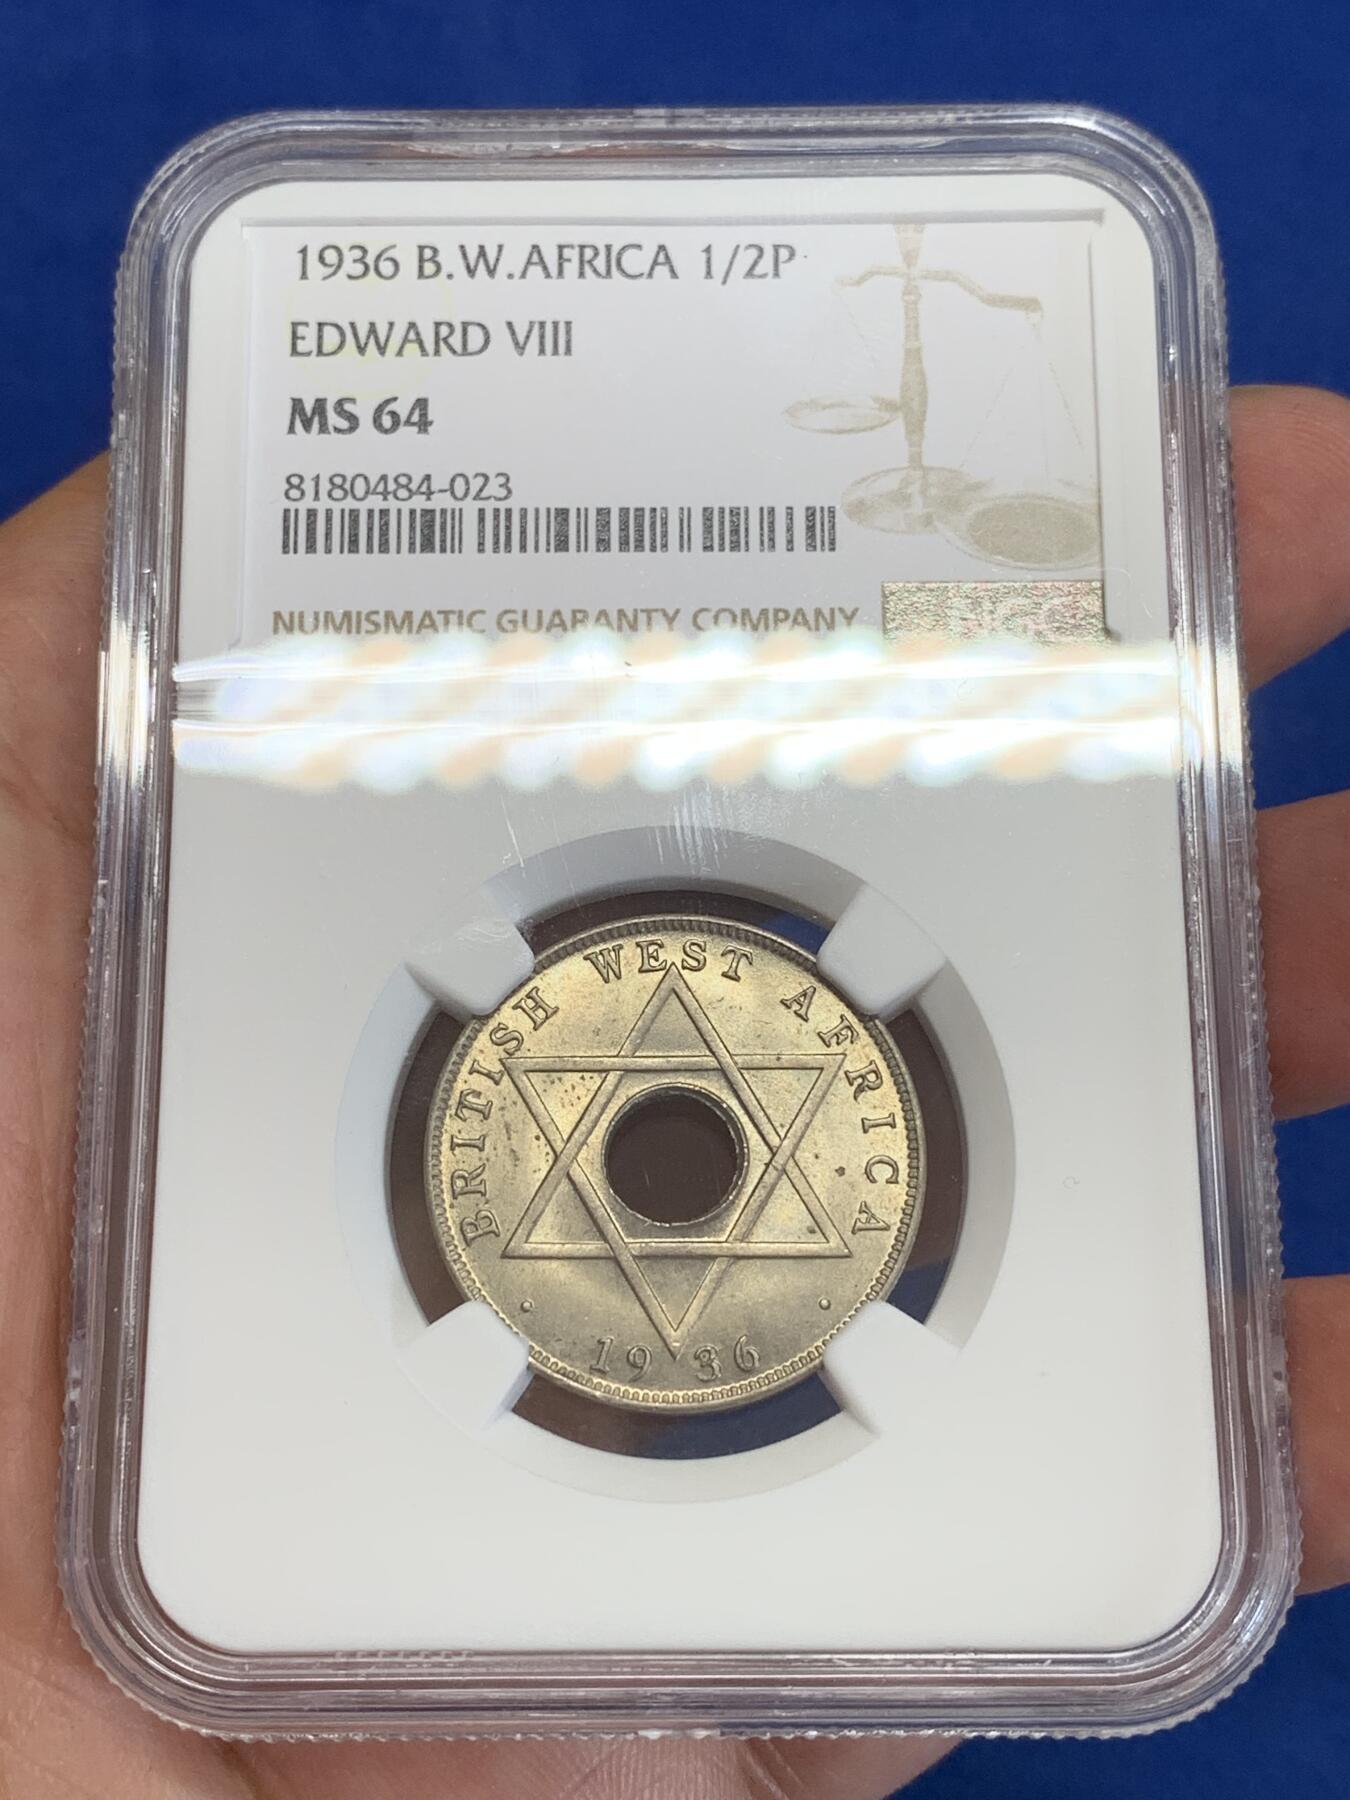 1936 B.W.AFRICA 1/2P
EDWARD VIII
MS 64
8180484-023
NUMISMATIC GUARANTY COMPANY
BRITISH WEST AFRICA
1936